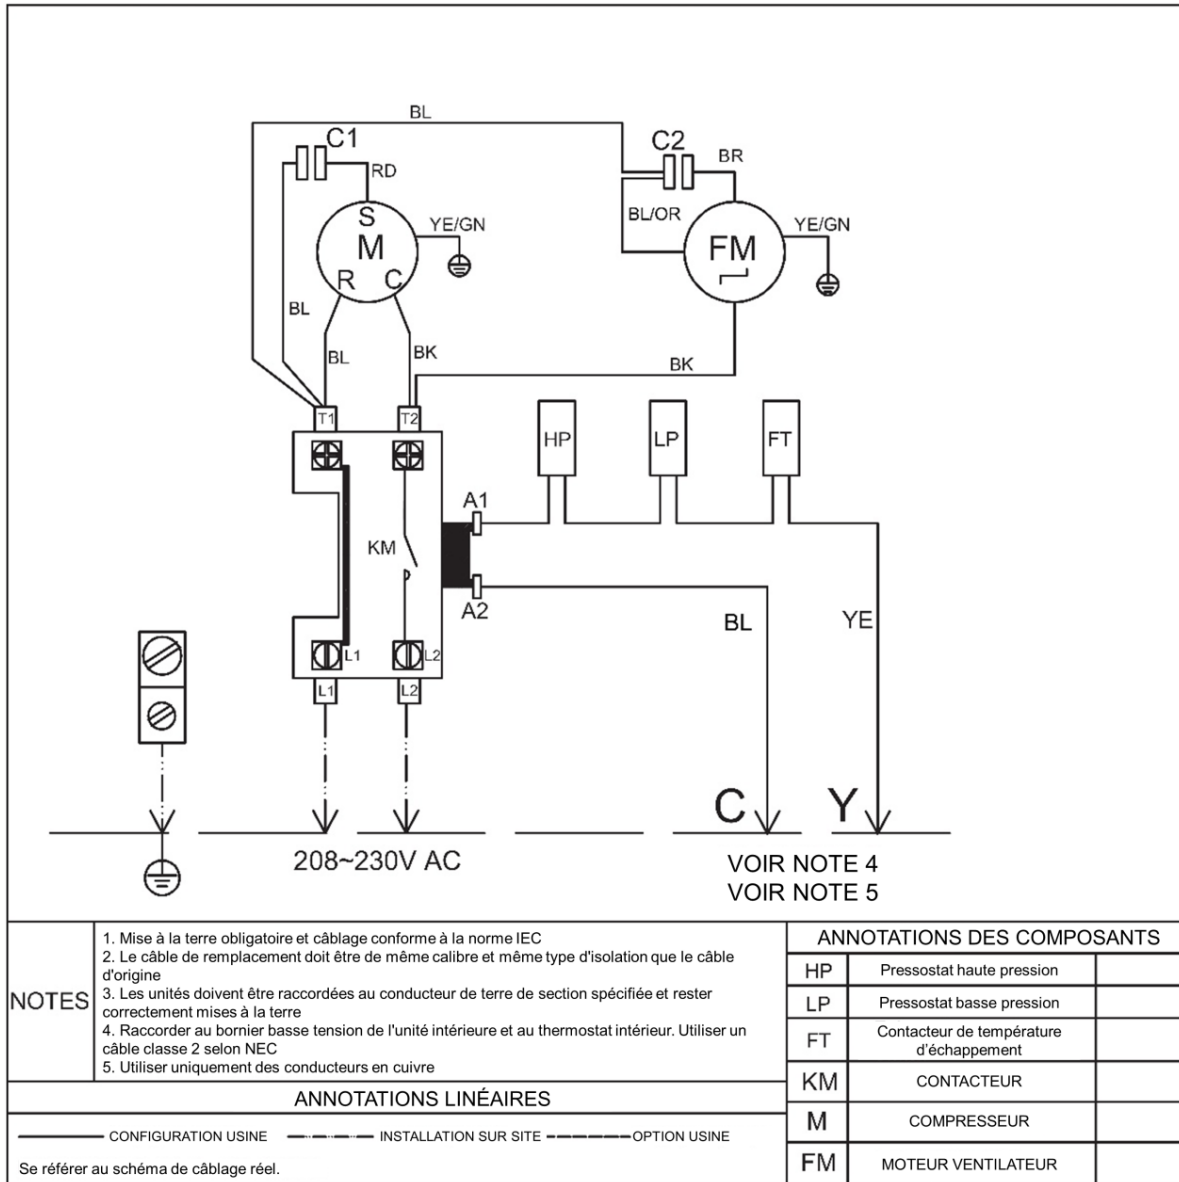 BL
C1
RD
S
M
R
C
YE/GN
BL
BL
BK
C2
BR
BL/OR
FM
YE/GN
BK
T1
T2
HP
LP
FT
A1
KM
A2
L1
L2
L1
L2
BL
YE
C
Y
208~230V AC
VOIR NOTE 4
VOIR NOTE 5
NOTES
1. Mise à la terre obligatoire et câblage conforme à la norme IEC
2. Le câble de remplacement doit être de même calibre et même type d'isolation que le câble
d'origine
3. Les unités doivent être raccordées au conducteur de terre de section spécifiée et rester
correctement mises à la terre
4. Raccorder au bornier basse tension de l'unité intérieure et au thermostat intérieur. Utiliser un
câble classe 2 selon NEC
5. Utiliser uniquement des conducteurs en cuivre
ANNOTATIONS LINÉAIRES
CONFIGURATION USINE
INSTALLATION SUR SITE
OPTION USINE
Se référer au schéma de câblage réel.
ANNOTATIONS DES COMPOSANTS
HP Pressostat haute pression
LP Pressostat basse pression
FT Contacteur de température
d'échappement
KM CONTACTEUR
M COMPRESSEUR
FM MOTEUR VENTILATEUR